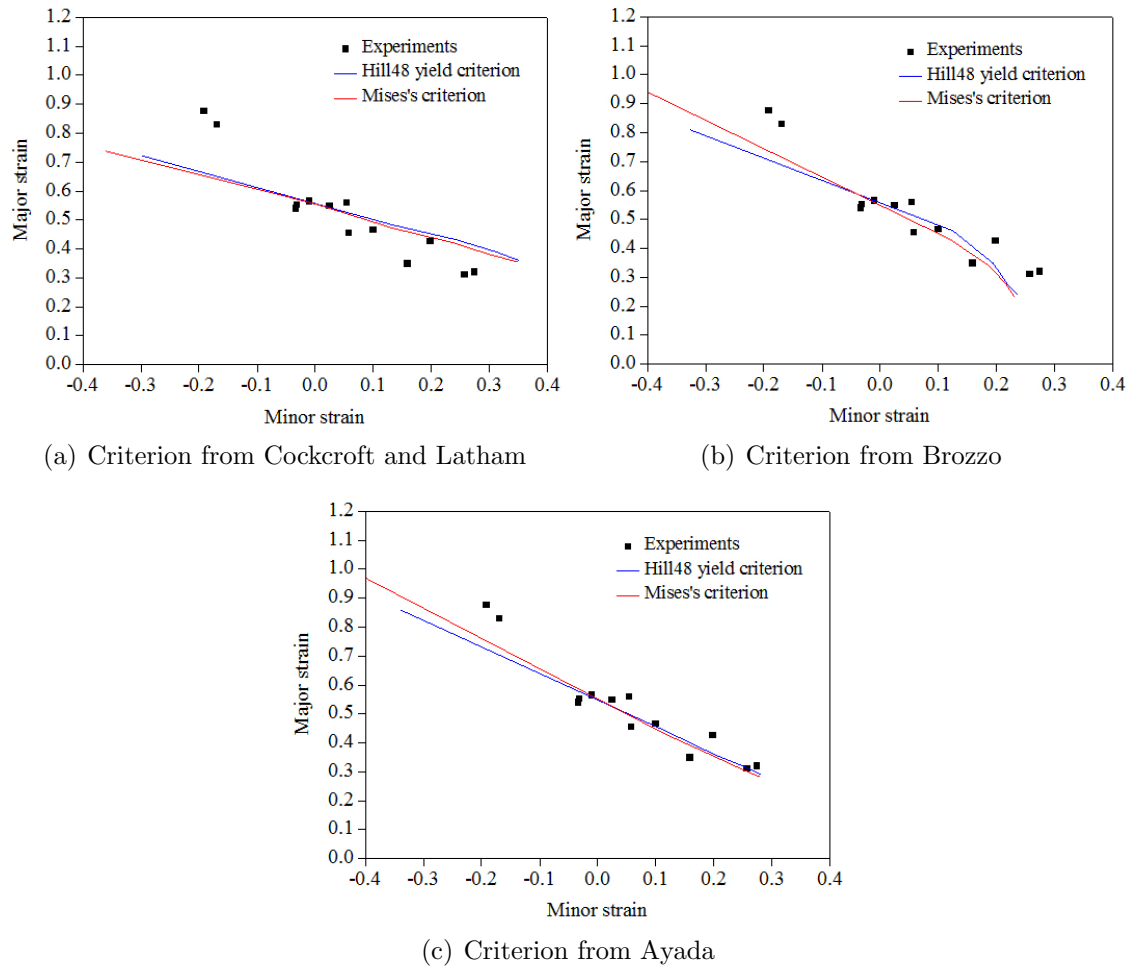 1.2
1.1
1.0
0.9
0.8
0.7
0.6
0.5
0.4
0.3
0.2
0.1
0.0
Major strain
Experiments
Hill48 yield criterion
Mises's criterion
-0.4 -0.3 -0.2 -0.1 0.0 0.1 0.2 0.3 0.4
Minor strain
(a) Criterion from Cockcroft and Latham
1.2
1.1
1.0
0.9
0.8
0.7
0.6
0.5
0.4
0.3
0.2
0.1
0.0
Major strain
Experiments
Hill48 yield criterion
Mises's criterion
-0.4 -0.3 -0.2 -0.1 0.0 0.1 0.2 0.3 0.4
Minor strain
(b) Criterion from Brozzo
1.2
1.1
1.0
0.9
0.8
0.7
0.6
0.5
0.4
0.3
0.2
0.1
0.0
Major strain
Experiments
Hill48 yield criterion
Mises's criterion
-0.4 -0.3 -0.2 -0.1 0.0 0.1 0.2 0.3 0.4
Minor strain
(c) Criterion from Ayada